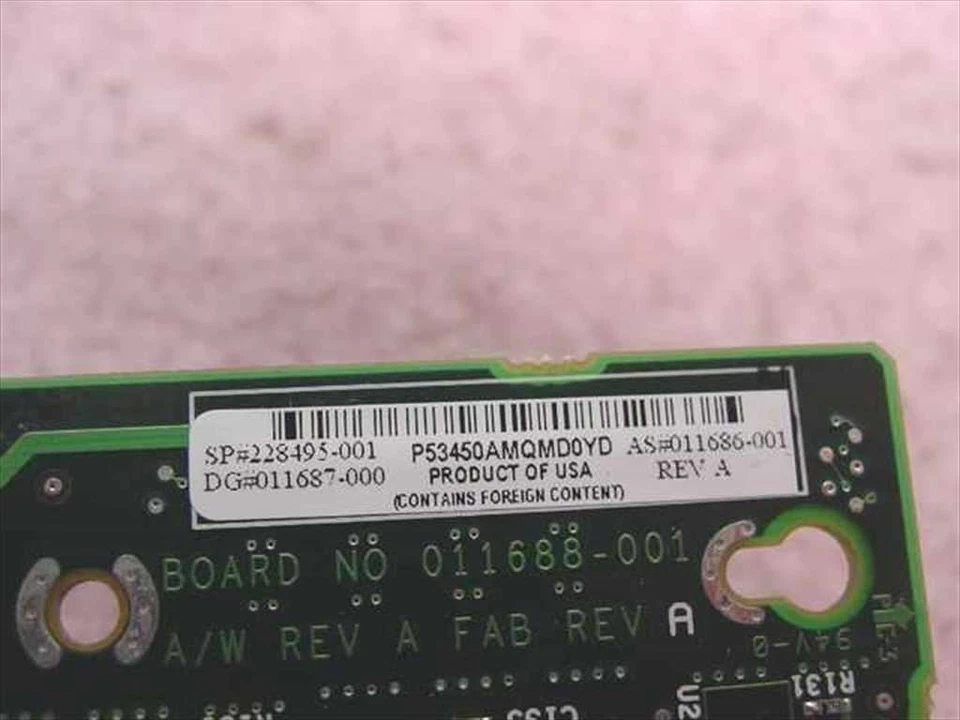 SP#228495-001 P53450AMQMD0YD AS#011686-001
DG#011687-000 PRODUCT OF USA REV A
(CONTAINS FOREIGN CONTENT)
BOARD NO 011688-001
A/W REV A FAB REV A
94V-0
R131
U2